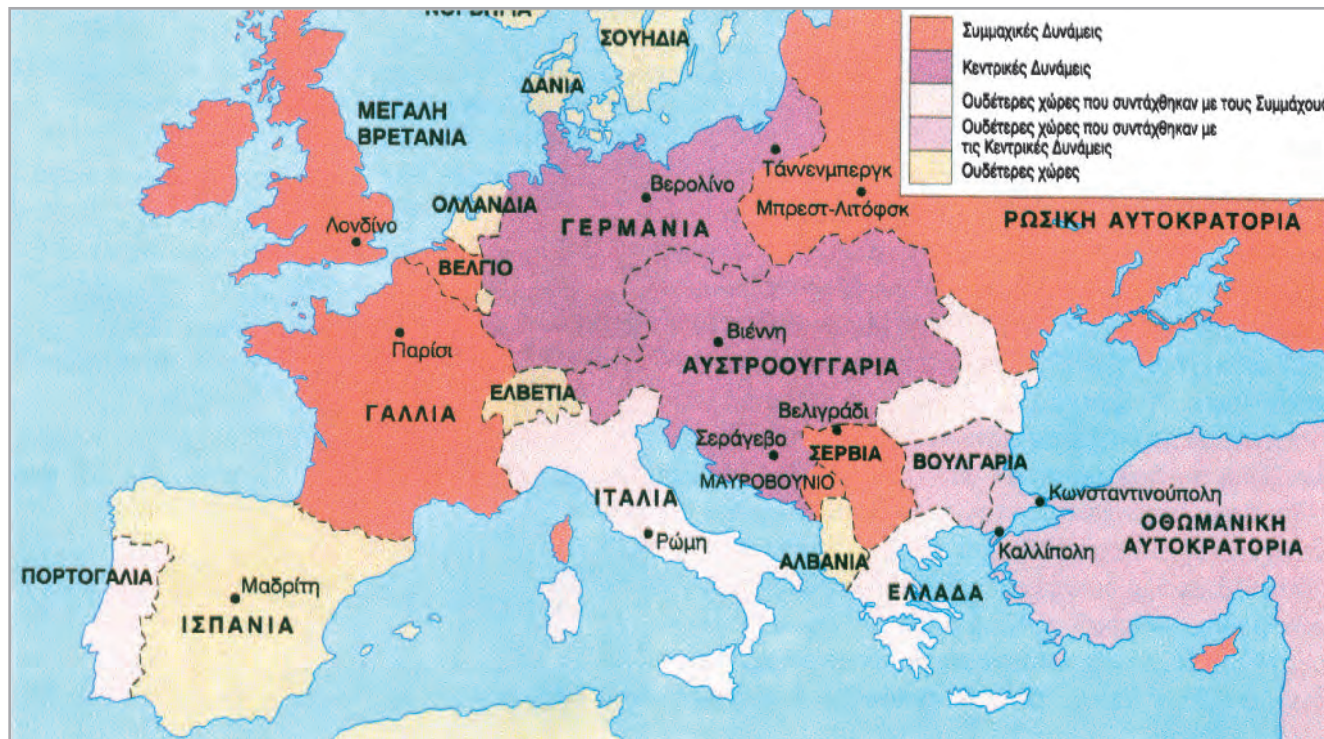 ΣΟΥΗΔΙΑ
ΔΑΝΙΑ
ΜΕΓΑΛΗ
ΒΡΕΤΑΝΙΑ
Λονδίνο
ΟΛΛΑΝΔΙΑ
ΒΕΛΓΙΟ
Βερολίνο
ΓΕΡΜΑΝΙΑ
Τάννενμπεργκ
Μπρεστ-Λιτόφσκ
ΡΩΣΙΚΗ ΑΥΤΟΚΡΑΤΟΡΙΑ
Παρίσι
ΓΑΛΛΙΑ
ΕΛΒΕΤΙΑ
Βιέννη
ΑΥΣΤΡΟΟΥΓΓΑΡΙΑ
Βελιγράδι
Σεράγεβο
ΣΕΡΒΙΑ
ΜΑΥΡΟΒΟΥΝΙΟ
ΒΟΥΛΓΑΡΙΑ
ΙΤΑΛΙΑ
Ρώμη
ΑΛΒΑΝΙΑ
ΕΛΛΑΔΑ
Κωνσταντινούπολη
Καλλίπολη
ΟΘΩΜΑΝΙΚΗ
ΑΥΤΟΚΡΑΤΟΡΙΑ
ΠΟΡΤΟΓΑΛΙΑ
Μαδρίτη
ΙΣΠΑΝΙΑ
Συμμαχικές Δυνάμεις
Κεντρικές Δυνάμεις
Ουδέτερες χώρες που συντάχθηκαν με τους Συμμάχους
Ουδέτερες χώρες που συντάχθηκαν με
τις Κεντρικές Δυνάμεις
Ουδέτερες χώρες